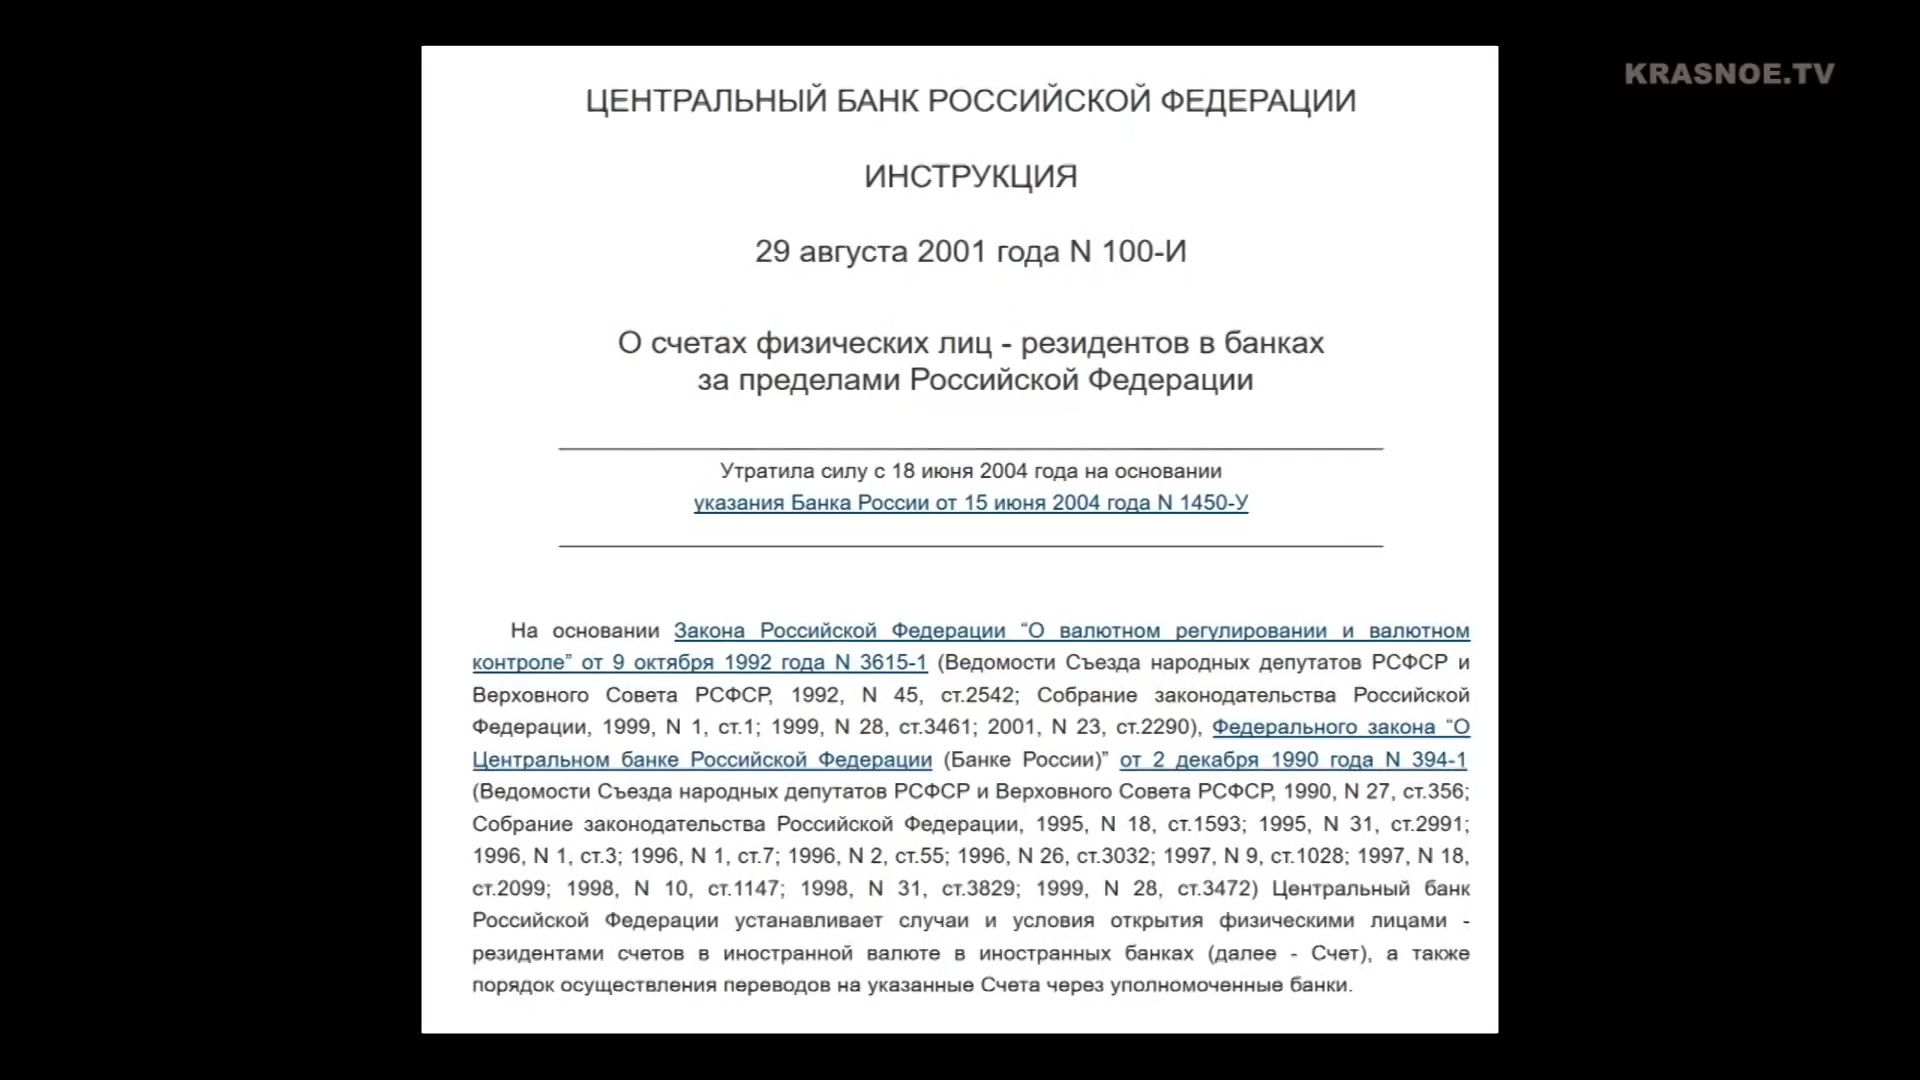 KRASNOE.TV
ЦЕНТРАЛЬНЫЙ БАНК РОССИЙСКОЙ ФЕДЕРАЦИИ
ИНСТРУКЦИЯ
29 августа 2001 года N 100-И
О счетах физических лиц - резидентов в банках
за пределами Российской Федерации
Утратила силу с 18 июня 2004 года на основании
указания Банка России от 15 июня 2004 года N 1450-У
На основании Закона Российской Федерации “О валютном регулировании и валютном
контроле” от 9 октября 1992 года N 3615-1 (Ведомости Съезда народных депутатов РСФСР и
Верховного Совета РСФСР, 1992, N 45, ст.2542; Собрание законодательства Российской
Федерации, 1999, N 1, ст.1; 1999, N 28, ст.3461; 2001, N 23, ст.2290), Федерального закона “О
Центральном банке Российской Федерации (Банке России)” от 2 декабря 1990 года N 394-1
(Ведомости Съезда народных депутатов РСФСР и Верховного Совета РСФСР, 1990, N 27, ст.356;
Собрание законодательства Российской Федерации, 1995, N 18, ст.1593; 1995, N 31, ст.2991;
1996, N 1, ст.3; 1996, N 1, ст.7; 1996, N 2, ст.55; 1996, N 26, ст.3032; 1997, N 9, ст.1028; 1997, N 18,
ст.2099; 1998, N 10, ст.1147; 1998, N 31, ст.3829; 1999, N 28, ст.3472) Центральный банк
Российской Федерации устанавливает случаи и условия открытия физическими лицами -
резидентами счетов в иностранной валюте в иностранных банках (далее - Счет), а также
порядок осуществления переводов на указанные Счета через уполномоченные банки.